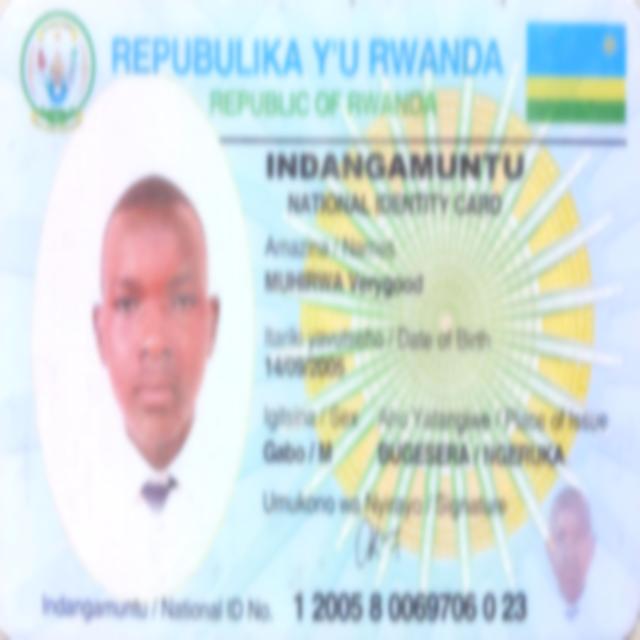 REPUBULIKA Y'U RWANDA
REPUBLIC OF RWANDA
INDANGAMUNTU
NATIONAL IDENTITY CARD
Amazina / Names
MUHIRWA Verygood
Itariki yavutseho / Date of Birth
14/09/2005
Igitsina / Sex Aho Yatangiwe / Place of Issue
Gabo / M BUGESERA / NGERUKA
Umukono wa Nyirayo / Signature
Indangamuntu / National ID No. 1 2005 8 0069706 0 23